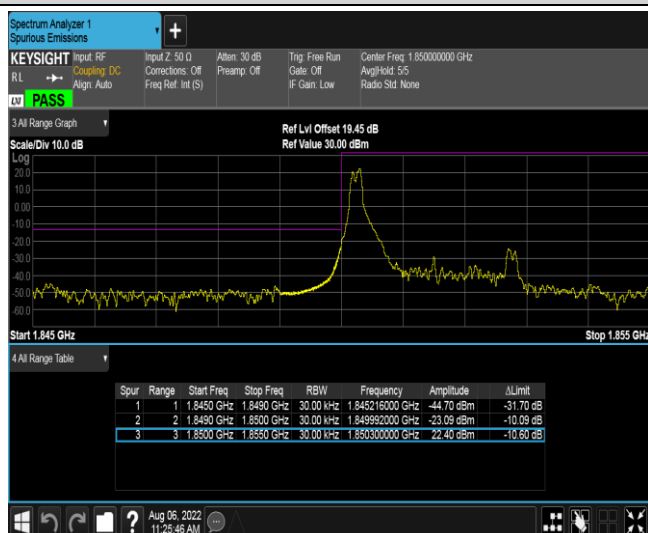 Spectrum Analyzer 1
Spurious Emissions
+
KEYSIGHT Input: RF Input Z: 50 Ω Atten: 30 dB Trig: Free Run Center Freq: 1.850000000 GHz
RL Coupling: DC Corrections: Off Preamp: Off Gate: Off Avg|Hold: 5/5
Align: Auto Freq Ref: Int (S) IF Gain: Low Radio Std: None
LXI PASS
3 All Range Graph
Ref Lvl Offset 19.45 dB
Scale/Div 10.0 dB Ref Value 30.00 dBm
Log
20.0
10.0
0.00
-10.0
-20.0
-30.0
-40.0
-50.0
-60.0
Start 1.845 GHz Stop 1.855 GHz
4 All Range Table
Spur Range Start Freq Stop Freq RBW Frequency Amplitude ΔLimit
1 1 1.8450 GHz 1.8490 GHz 30.00 kHz 1.845216000 GHz -44.70 dBm -31.70 dB
2 2 1.8490 GHz 1.8500 GHz 30.00 kHz 1.849992000 GHz -23.09 dBm -10.09 dB
3 3 1.8500 GHz 1.8550 GHz 30.00 kHz 1.850300000 GHz 22.40 dBm -10.60 dB
? Aug 06, 2022
11:25:46 AM